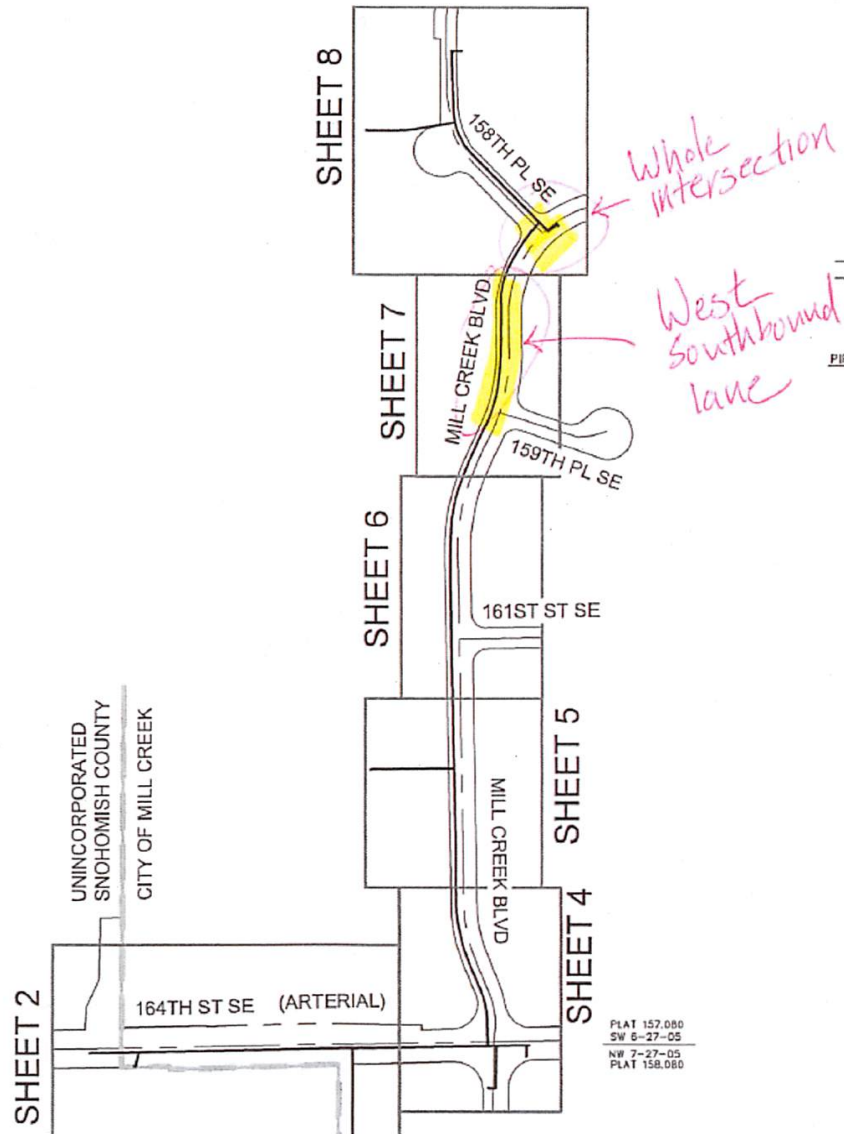 SHEET 8
158TH PL SE
Whole
intersection
SHEET 7
MILL CREEK BLVD
West
southbound
lane
159TH PL SE
SHEET 6
161ST ST SE
UNINCORPORATED
SNOHOMISH COUNTY
CITY OF MILL CREEK
SHEET 5
MILL CREEK BLVD
SHEET 4
SHEET 2
164TH ST SE (ARTERIAL)
PLAT 157.080
SW 6-27-05
NW 7-27-05
PLAT 158.080